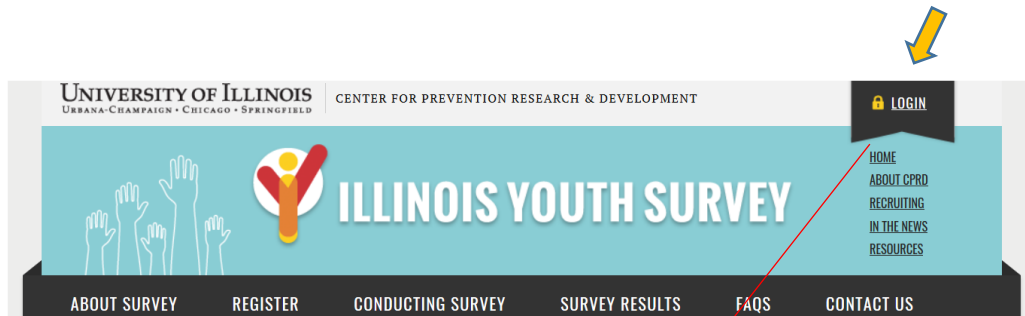 UNIVERSITY OF ILLINOIS
URBANA-CHAMPAIGN • CHICAGO • SPRINGFIELD
CENTER FOR PREVENTION RESEARCH & DEVELOPMENT
LOGIN
ILLINOIS YOUTH SURVEY
HOME
ABOUT CPRD
RECRUITING
IN THE NEWS
RESOURCES
ABOUT SURVEY REGISTER CONDUCTING SURVEY SURVEY RESULTS FAQS CONTACT US